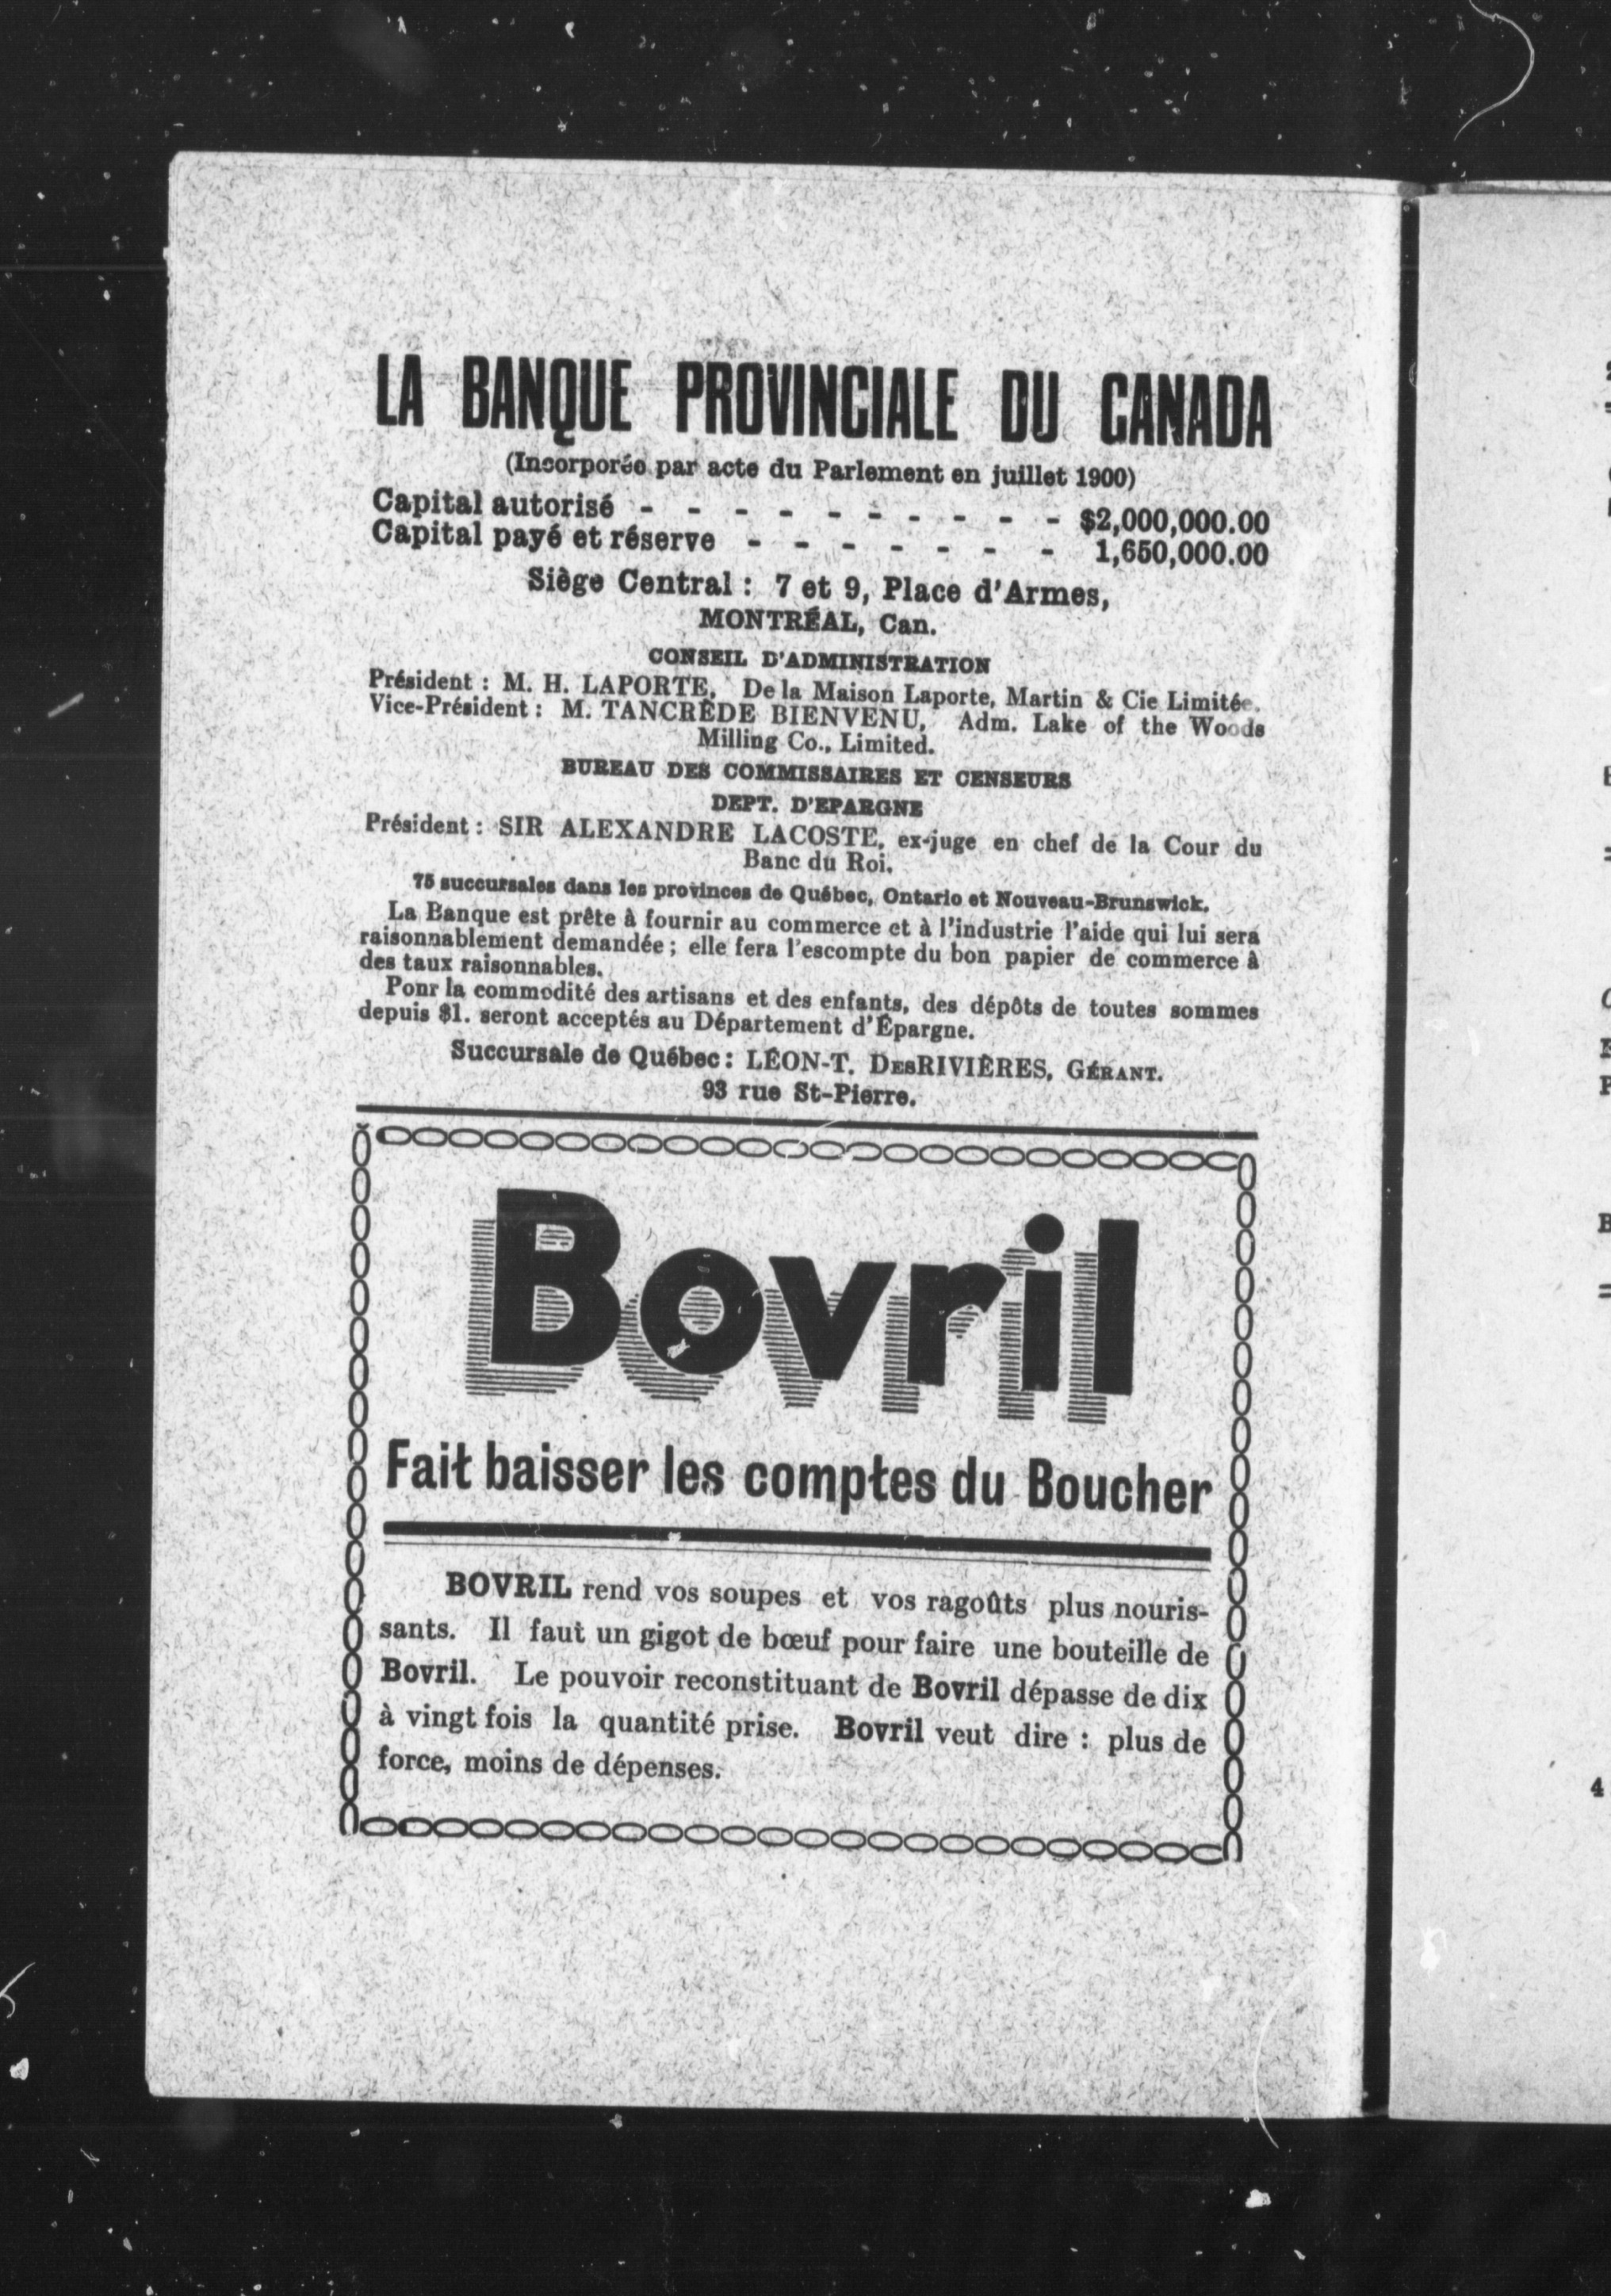 LA BANQUE PROVINCIALE DU CANADA
(Incorporée par acte du Parlement en juillet 1900)
Capital autorisé - - - - - - - - - - $2,000,000.00
Capital payé et réserve - - - - - - - 1,650,000.00
Siège Central : 7 et 9, Place d'Armes,
MONTRÉAL, Can.
CONSEIL D'ADMINISTRATION
Président : M. H. LAPORTE, De la Maison Laporte, Martin & Cie Limitée.
Vice-Président : M. TANCRÈDE BIENVENU, Adm. Lake of the Woods
Milling Co., Limited.
BUREAU DES COMMISSAIRES ET CENSEURS
DEPT. D'EPARGNE
Président : SIR ALEXANDRE LACOSTE, ex-juge en chef de la Cour du
Banc du Roi.
75 succursales dans les provinces de Québec, Ontario et Nouveau-Brunswick.
La Banque est prête à fournir au commerce et à l'industrie l'aide qui lui sera
raisonnablement demandée ; elle fera l'escompte du bon papier de commerce à
des taux raisonnables.
Ponr la commodité des artisans et des enfants, des dépôts de toutes sommes
depuis $1. seront acceptés au Département d'Épargne.
Succursale de Québec : LÉON-T. DesRIVIÈRES, GÉRANT.
93 rue St-Pierre.
Bovril
Fait baisser les comptes du Boucher
BOVRIL rend vos soupes et vos ragoûts plus nouris-
sants. Il faut un gigot de bœuf pour faire une bouteille de
Bovril. Le pouvoir reconstituant de Bovril dépasse de dix
à vingt fois la quantité prise. Bovril veut dire : plus de
force, moins de dépenses.
4